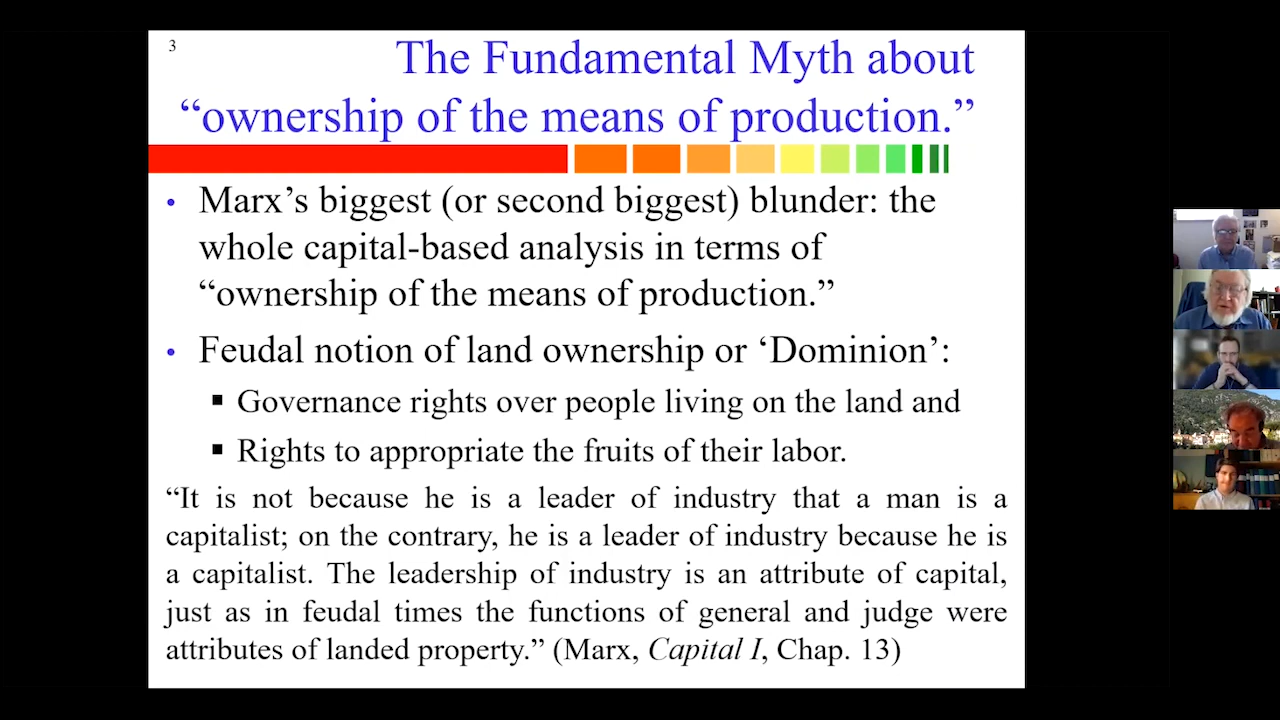 3
The Fundamental Myth about
“ownership of the means of production.”
• Marx’s biggest (or second biggest) blunder: the
whole capital-based analysis in terms of
“ownership of the means of production.”
• Feudal notion of land ownership or ‘Dominion’:
▪ Governance rights over people living on the land and
▪ Rights to appropriate the fruits of their labor.
“It is not because he is a leader of industry that a man is a
capitalist; on the contrary, he is a leader of industry because he is
a capitalist. The leadership of industry is an attribute of capital,
just as in feudal times the functions of general and judge were
attributes of landed property.” (Marx, Capital I, Chap. 13)